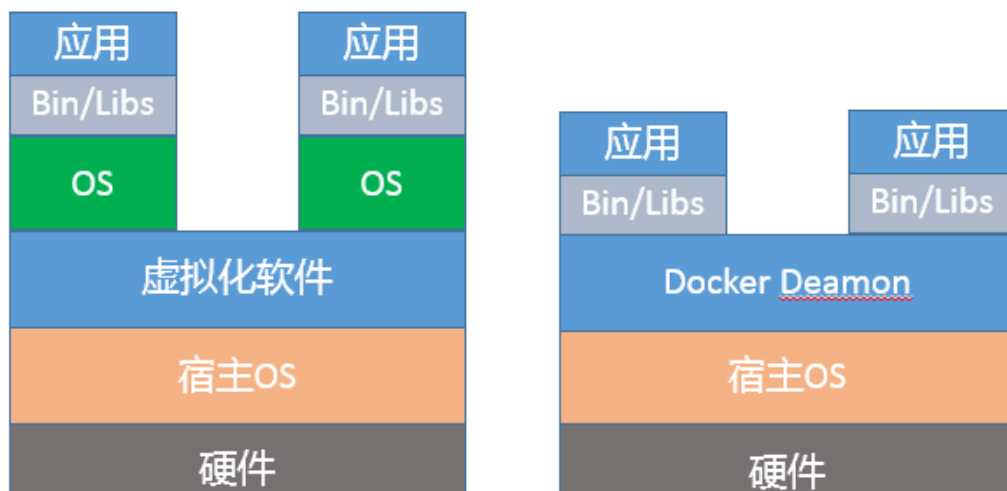 应用
应用
Bin/Libs
Bin/Libs
OS
OS
虚拟化软件
宿主OS
硬件
应用
应用
Bin/Libs
Bin/Libs
Docker Deamon
宿主OS
硬件